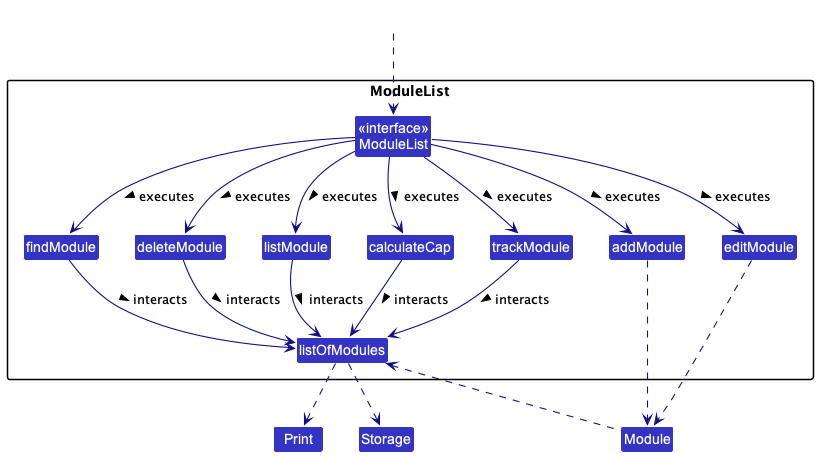 ModuleList
«interface»
ModuleList
executes
executes
executes
executes
executes
executes
executes
findModule
deleteModule
listModule
calculateCap
trackModule
addModule
editModule
interacts
interacts
interacts
interacts
interacts
listOfModules
Print
Storage
Module